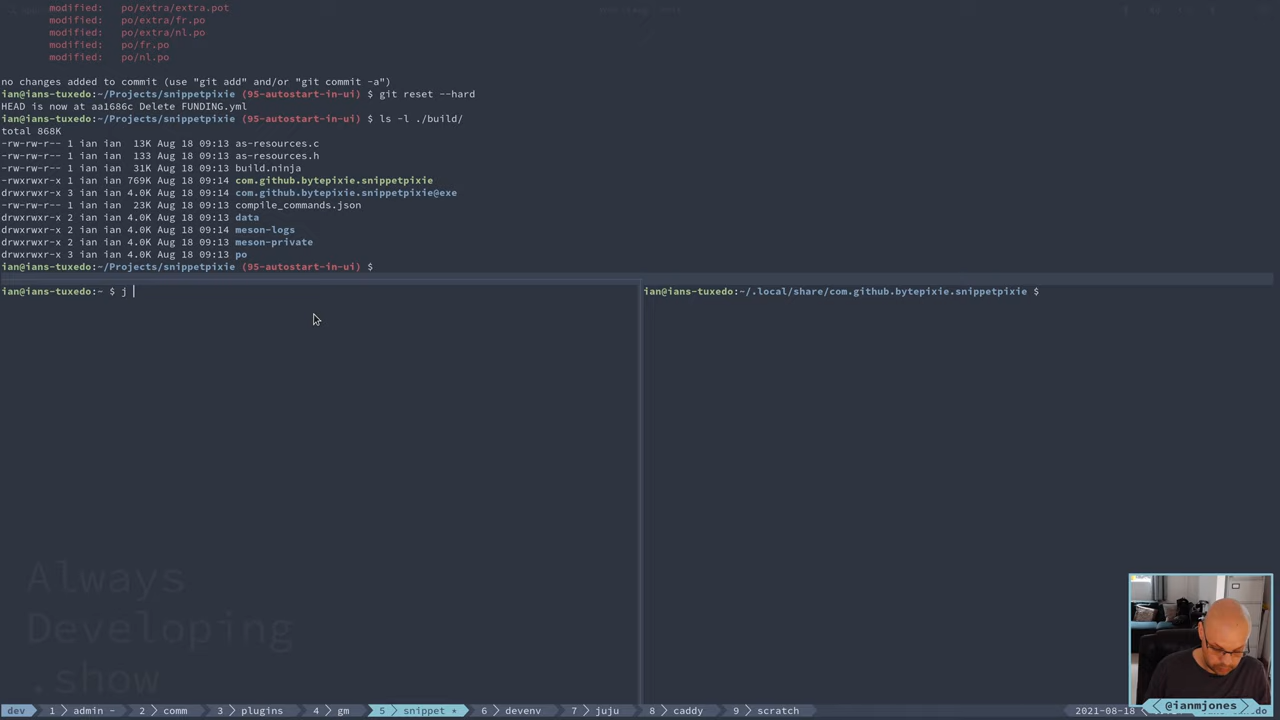 modified:   po/extra/extra.pot
modified:   po/extra/fr.po
modified:   po/extra/nl.po
modified:   po/fr.po
modified:   po/nl.po
no changes added to commit (use "git add" and/or "git commit -a")
ian@ians-tuxedo:~/Projects/snippetpixie (95-autostart-in-ui) $ git reset --hard
HEAD is now at aa1686c Delete FUNDING.yml
ian@ians-tuxedo:~/Projects/snippetpixie (95-autostart-in-ui) $ ls -l ./build/
total 868K
-rw-rw-r-- 1 ian ian  13K Aug 18 09:13 as-resources.c
-rw-rw-r-- 1 ian ian  133 Aug 18 09:13 as-resources.h
-rw-rw-r-- 1 ian ian  31K Aug 18 09:13 build.ninja
-rwxrwxr-x 1 ian ian 769K Aug 18 09:14 com.github.bytepixie.snippetpixie
drwxrwxr-x 3 ian ian 4.0K Aug 18 09:13 com.github.bytepixie.snippetpixie@exe
-rw-rw-r-- 1 ian ian  23K Aug 18 09:13 compile_commands.json
drwxrwxr-x 2 ian ian 4.0K Aug 18 09:13 data
drwxrwxr-x 2 ian ian 4.0K Aug 18 09:14 meson-logs
drwxrwxr-x 2 ian ian 4.0K Aug 18 09:13 meson-private
drwxrwxr-x 3 ian ian 4.0K Aug 18 09:13 po
ian@ians-tuxedo:~/Projects/snippetpixie (95-autostart-in-ui) $
ian@ians-tuxedo:~ $ j
ian@ians-tuxedo:~/.local/share/com.github.bytepixie.snippetpixie $
Always
Developing
.show
dev 1 admin - 2 comm 3 plugins 4 gm 5 snippet * 6 devenv 7 juju 8 caddy 9 scratch 2021-08-18
@ianmjones